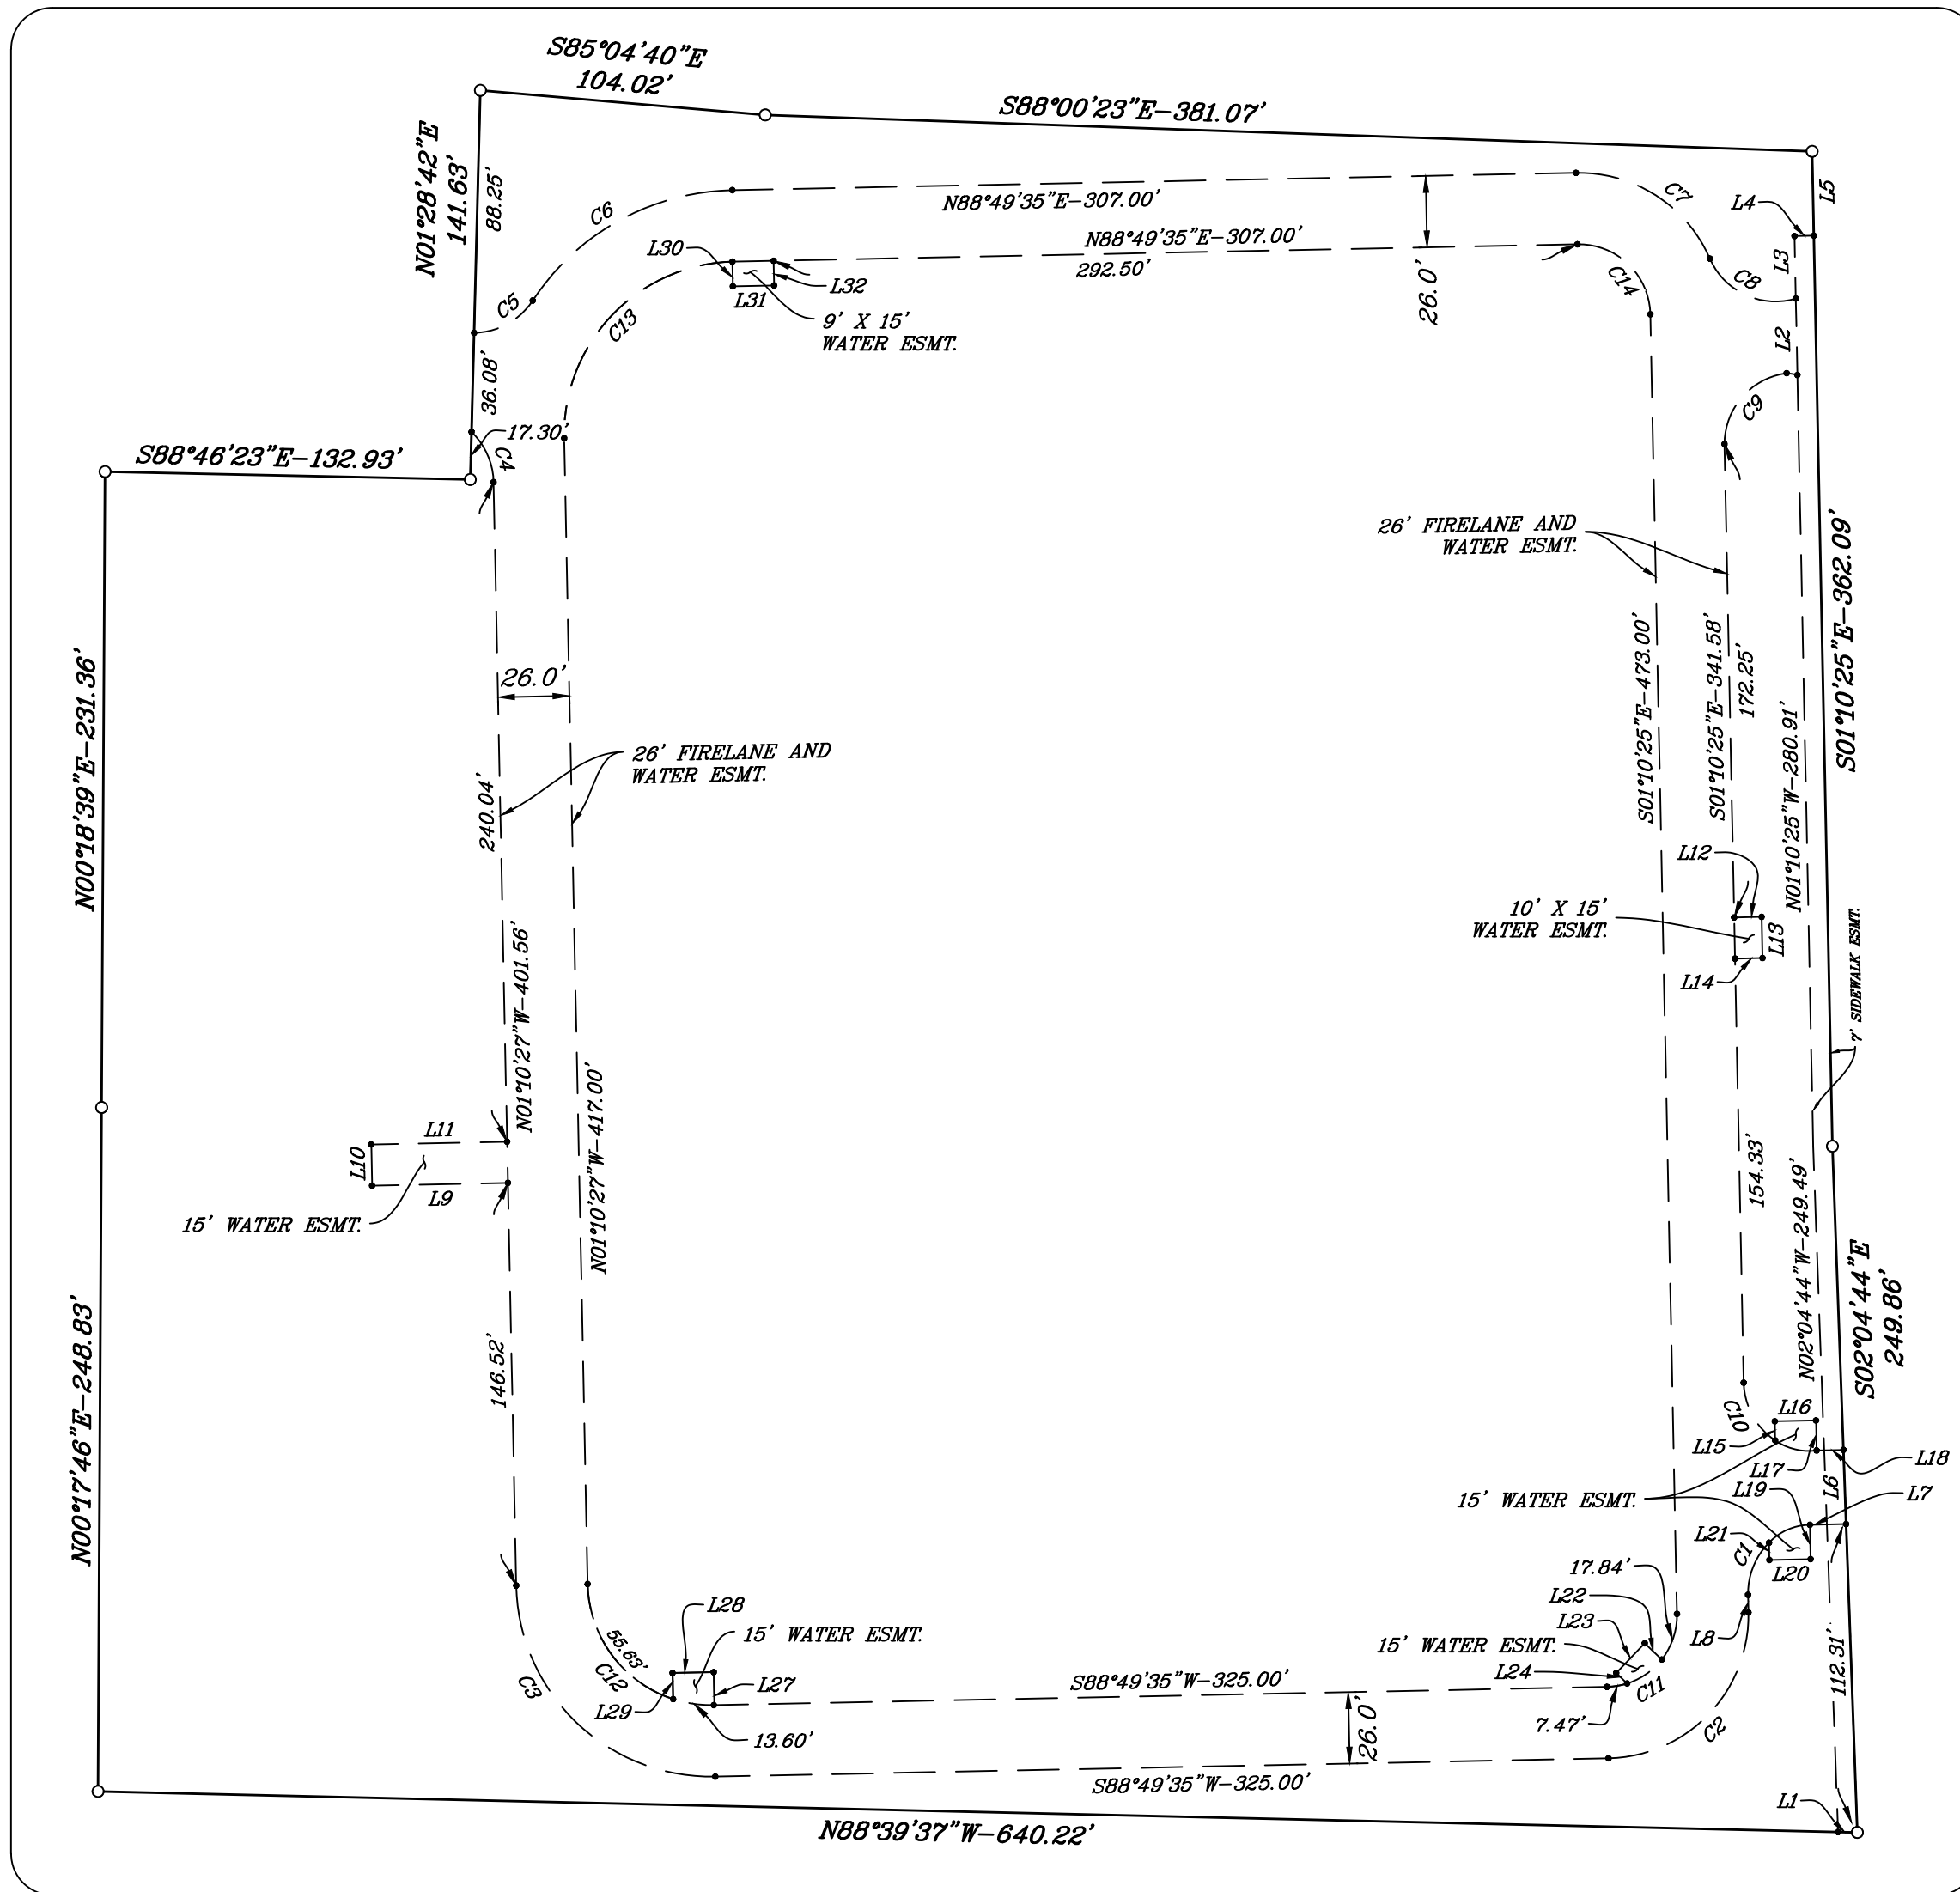 S85°04'40"E
104.02'
S88°00'23"E-381.07'
N01°28'42"E
141.63'
88.25'
C6
C5
N88°49'35"E-307.00'
C7
L4
L5
L3
C8
L30
N88°49'35"E-307.00'
292.50'
26.0'
C14
L31
L32
C13
9' X 15'
WATER ESMT.
L2
36.08'
17.30'
C4
C9
S88°46'23"E-132.93'
26' FIRELANE AND
WATER ESMT.
S01°10'25"E-362.09'
N00°18'39"E-231.36'
26.0'
S01°10'25"E-473.00'
S01°10'25"E-341.58'
172.25'
N01°10'25"W-280.91'
26' FIRELANE AND
WATER ESMT.
240.04'
L12
10' X 15'
WATER ESMT.
L13
L14
7' SIDEWALK ESMT.
N01°10'27"W-401.56'
N01°10'27"W-417.00'
L11
L10
L9
15' WATER ESMT.
154.33'
N02°04'44"W-249.49'
S02°04'44"E
249.86'
N00°17'46"E-248.83'
146.52'
C10
L16
L15
L17
L18
L6
15' WATER ESMT.
L19
L7
L21
C1
L20
17.84'
L22
L23
L8
15' WATER ESMT.
L24
C11
7.47'
C2
112.31'
L28
15' WATER ESMT.
55.63'
C12
L27
L29
13.60'
C3
S88°49'35"W-325.00'
26.0'
S88°49'35"W-325.00'
L1
N88°39'37"W-640.22'